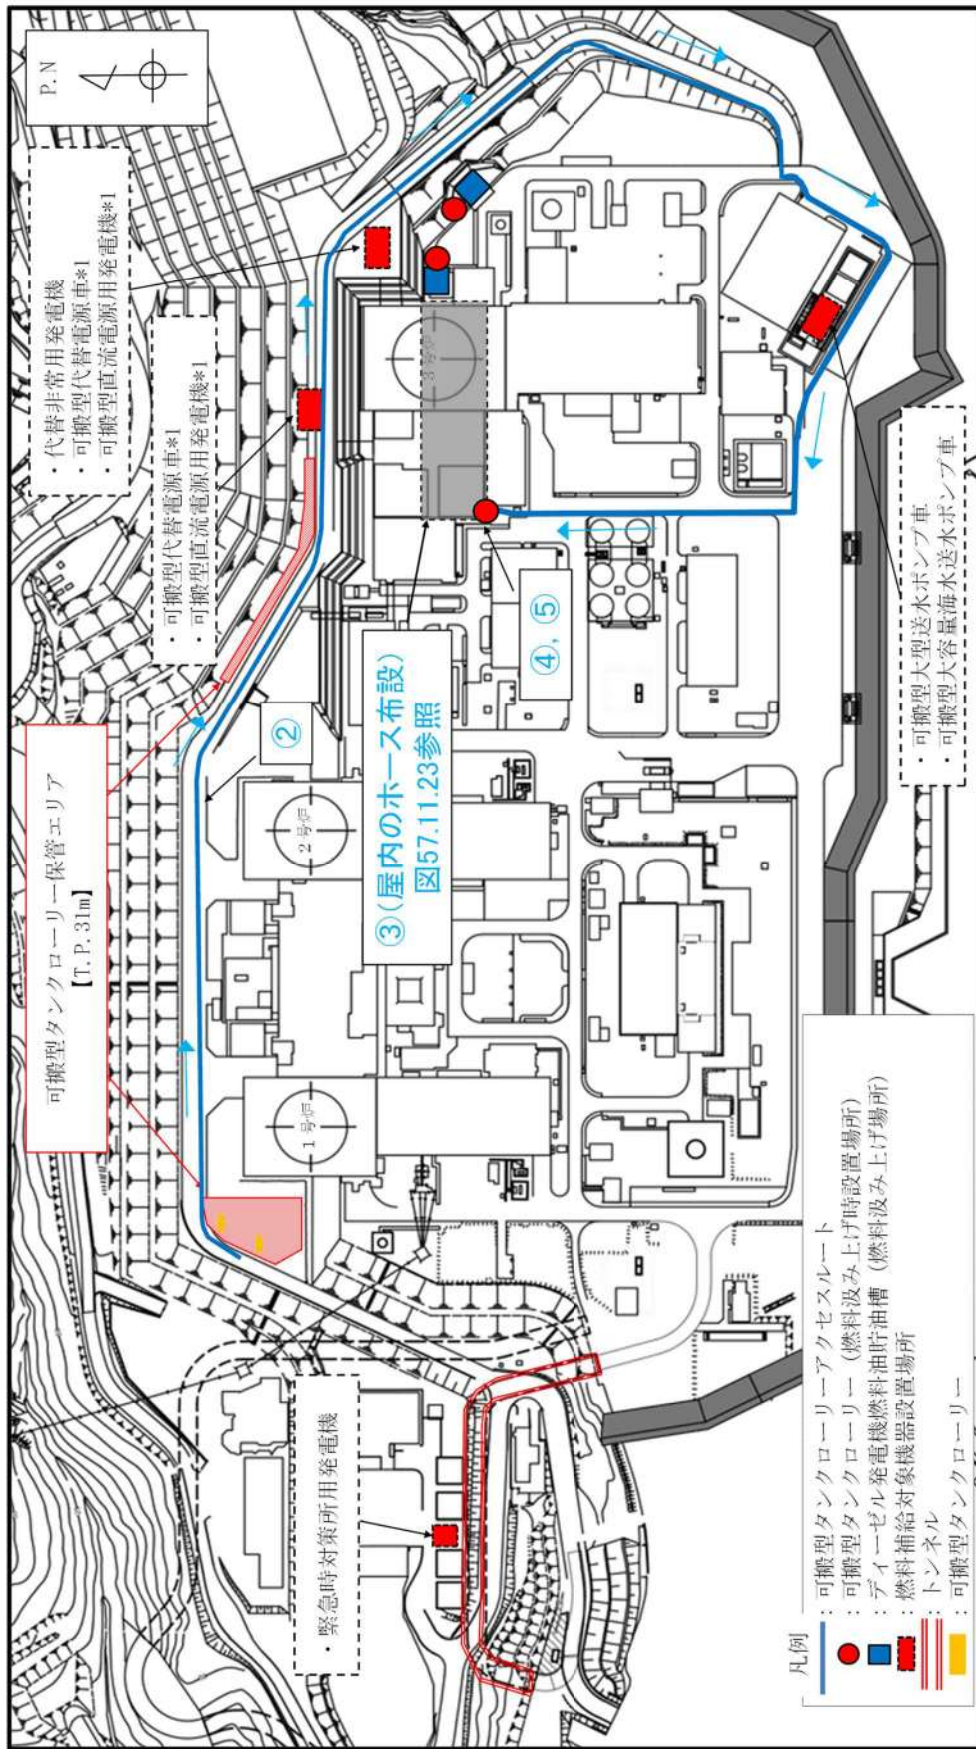 P.N
・代替非常用発電機
・可搬型代替電源車*1
・可搬型直流電源用発電機*1
・可搬型代替電源車*1
・可搬型直流電源用発電機*1
可搬型タンクローリー保管エリア
【T.P.31m】
②
③(屋内のホース布設)
図57.11.23参照
④, ⑤
1号炉
2号炉
3号炉
・緊急時対策所用発電機
・可搬型大型送水ポンプ車
・可搬型大容量海水送水ポンプ車
凡例
：可搬型タンクローリーアクセスルート
：可搬型タンクローリー（燃料汲み上げ時設置場所）
：ディーゼル発電機燃料油貯油槽（燃料汲み上げ場所）
：燃料補給対象機器設置場所
：トンネル
：可搬型タンクローリー